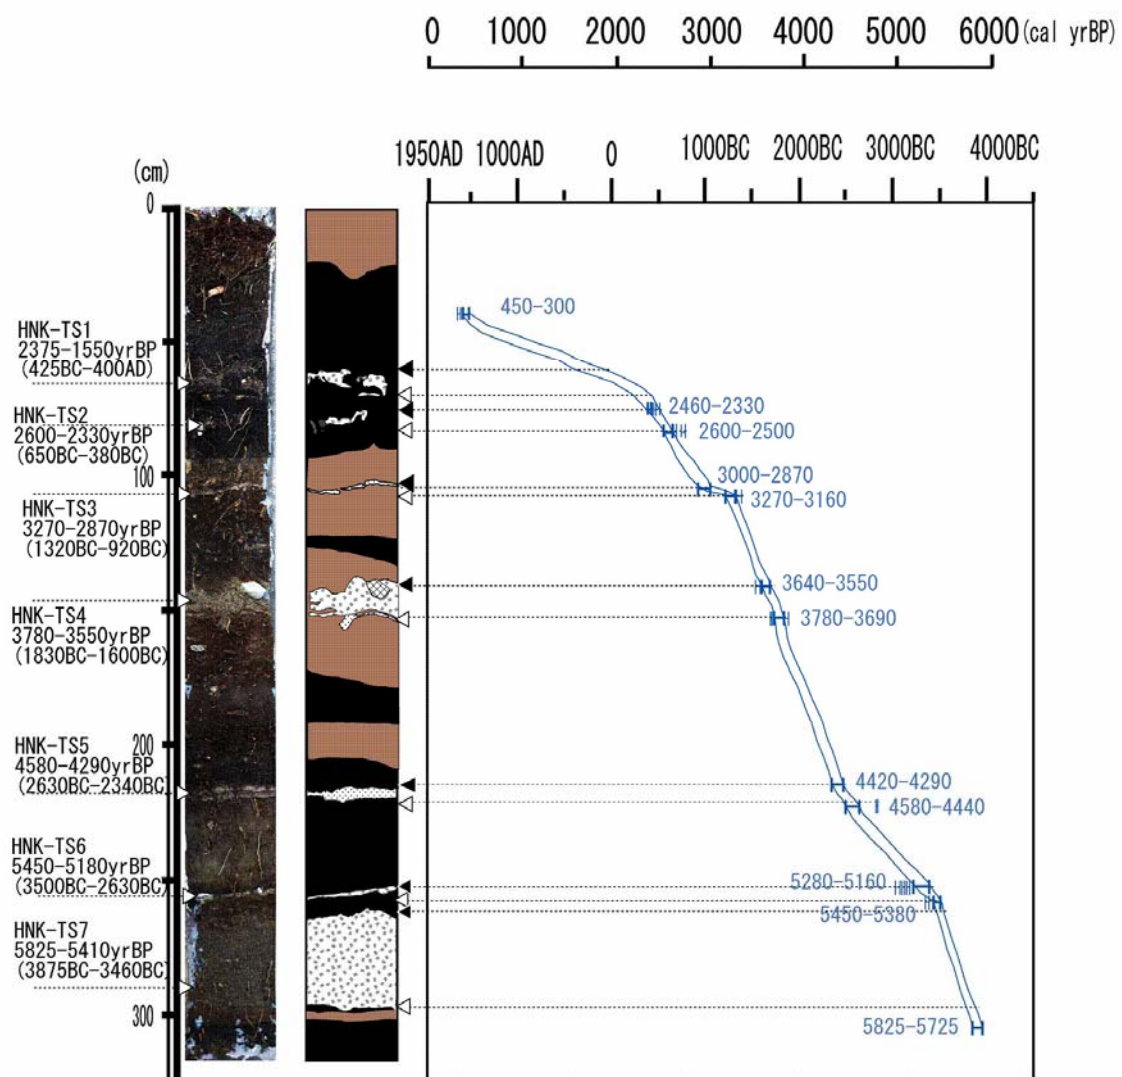 0 1000 2000 3000 4000 5000 6000 (cal yrBP)
1950AD 1000AD 0 1000BC 2000BC 3000BC 4000BC
(cm)
0
450-300
HNK-TS1
2375-1550yrBP
(425BC-400AD)
2460-2330
HNK-TS2
2600-2330yrBP
(650BC-380BC)
2600-2500
100
3000-2870
3270-3160
HNK-TS3
3270-2870yrBP
(1320BC-920BC)
3640-3550
HNK-TS4
3780-3550yrBP
(1830BC-1600BC)
3780-3690
200
HNK-TS5
4580-4290yrBP
(2630BC-2340BC)
4420-4290
4580-4440
HNK-TS6
5450-5180yrBP
(3500BC-2630BC)
5280-5160
5450-5380
HNK-TS7
5825-5410yrBP
(3875BC-3460BC)
300
5825-5725